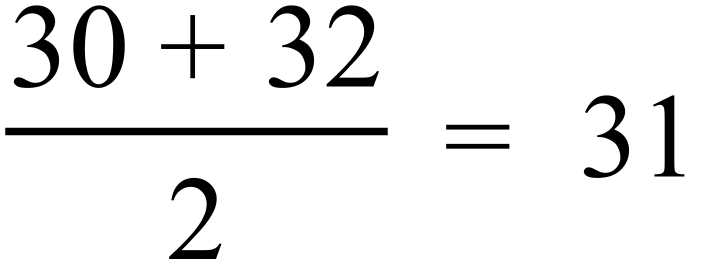 30 + 32
2
= 31